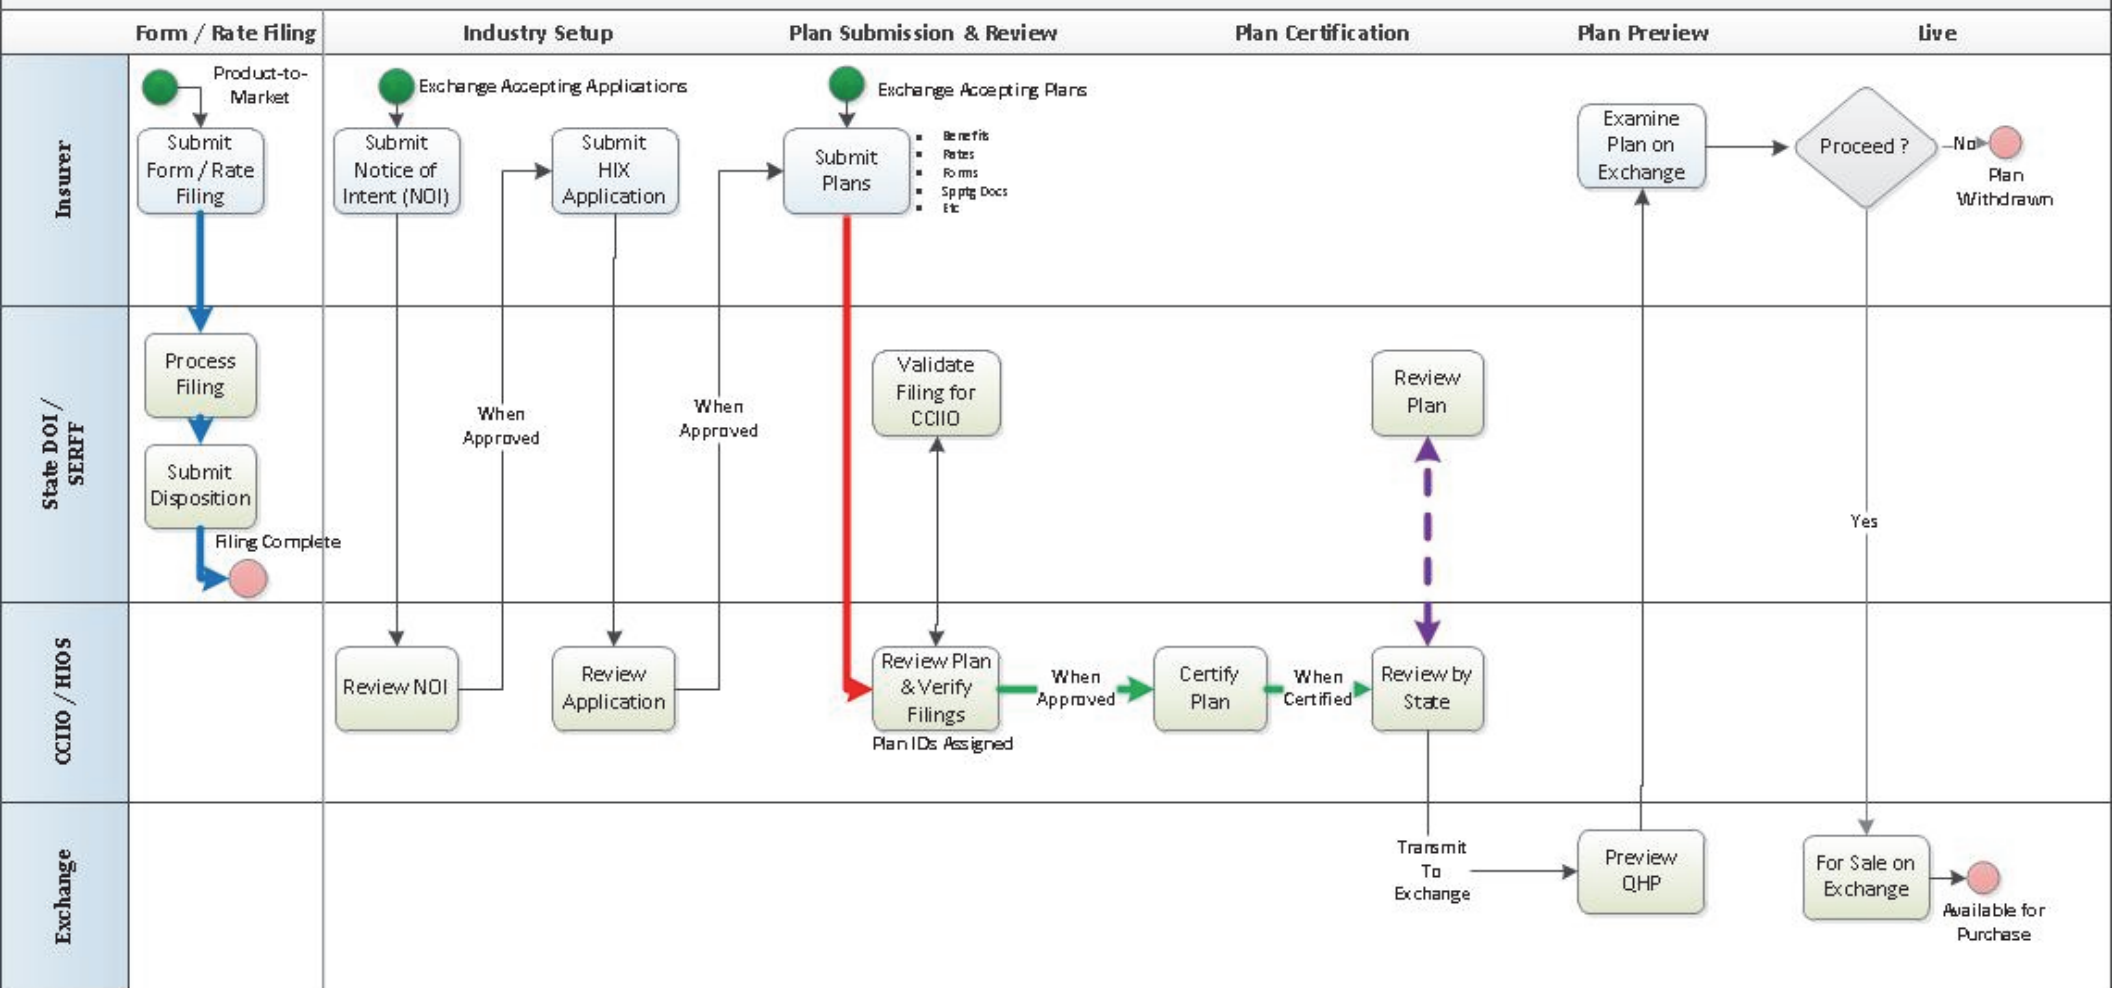 Form / Rate Filing
Industry Setup
Plan Submission & Review
Plan Certification
Plan Preview
Live
Insurer
Product-to-
Market
Submit
Form / Rate
Filing
Exchange Accepting Applications
Submit
Notice of
Intent (NOI)
Submit
HIX
Application
Exchange Accepting Plans
Submit
Plans
▪ Benefits
▪ Rates
▪ Forms
▪ Spptg Docs
▪ Etc
Examine
Plan on
Exchange
Proceed ?
No
Plan
Withdrawn
State DOI /
SERFF
Process
Filing
Submit
Disposition
Filing Complete
When
Approved
When
Approved
Validate
Filing for
CCIIO
Review
Plan
Yes
CCIIO / HIOS
Review NOI
Review
Application
Review Plan
& Verify
Filings
Plan IDs Assigned
When
Approved
Certify
Plan
When
Certified
Review by
State
Exchange
Transmit
To
Exchange
Preview
QHP
For Sale on
Exchange
Available for
Purchase